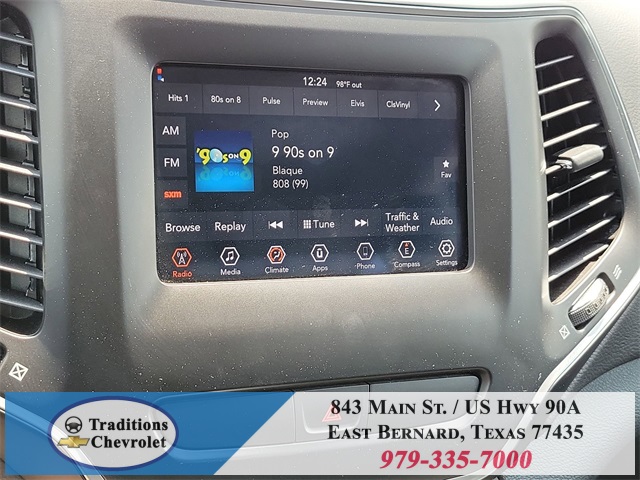 12:24 98°F out
Hits 1 80s on 8 Pulse Preview Elvis ClsVinyl
AM
FM
sxm
'90s ON 9
Pop
9 90s on 9
Blaque
808 (99)
Fav
Browse Replay Tune Traffic & Weather Audio
Radio Media Climate Apps Phone E Compass Settings
Traditions
Chevrolet
843 Main St. / US Hwy 90A
East Bernard, Texas 77435
979-335-7000